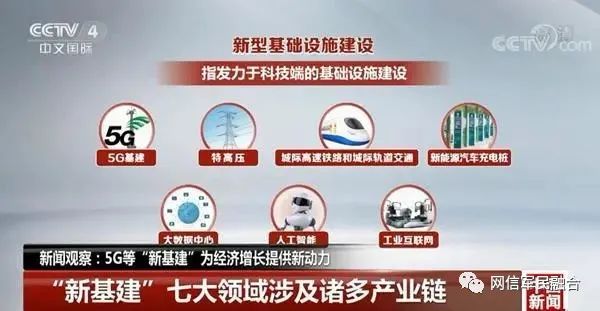 CCTV 4
中文国际
CCTV.com
新型基础设施建设
指发力于科技端的基础设施建设
5G
5G基建
特高压
城际高速铁路和城际轨道交通
新能源汽车充电桩
大数据中心
人工智能
工业互联网
新闻观察：5G等“新基建”为经济增长提供新动力
“新基建”七大领域涉及诸多产业链
网信军民融合
新闻